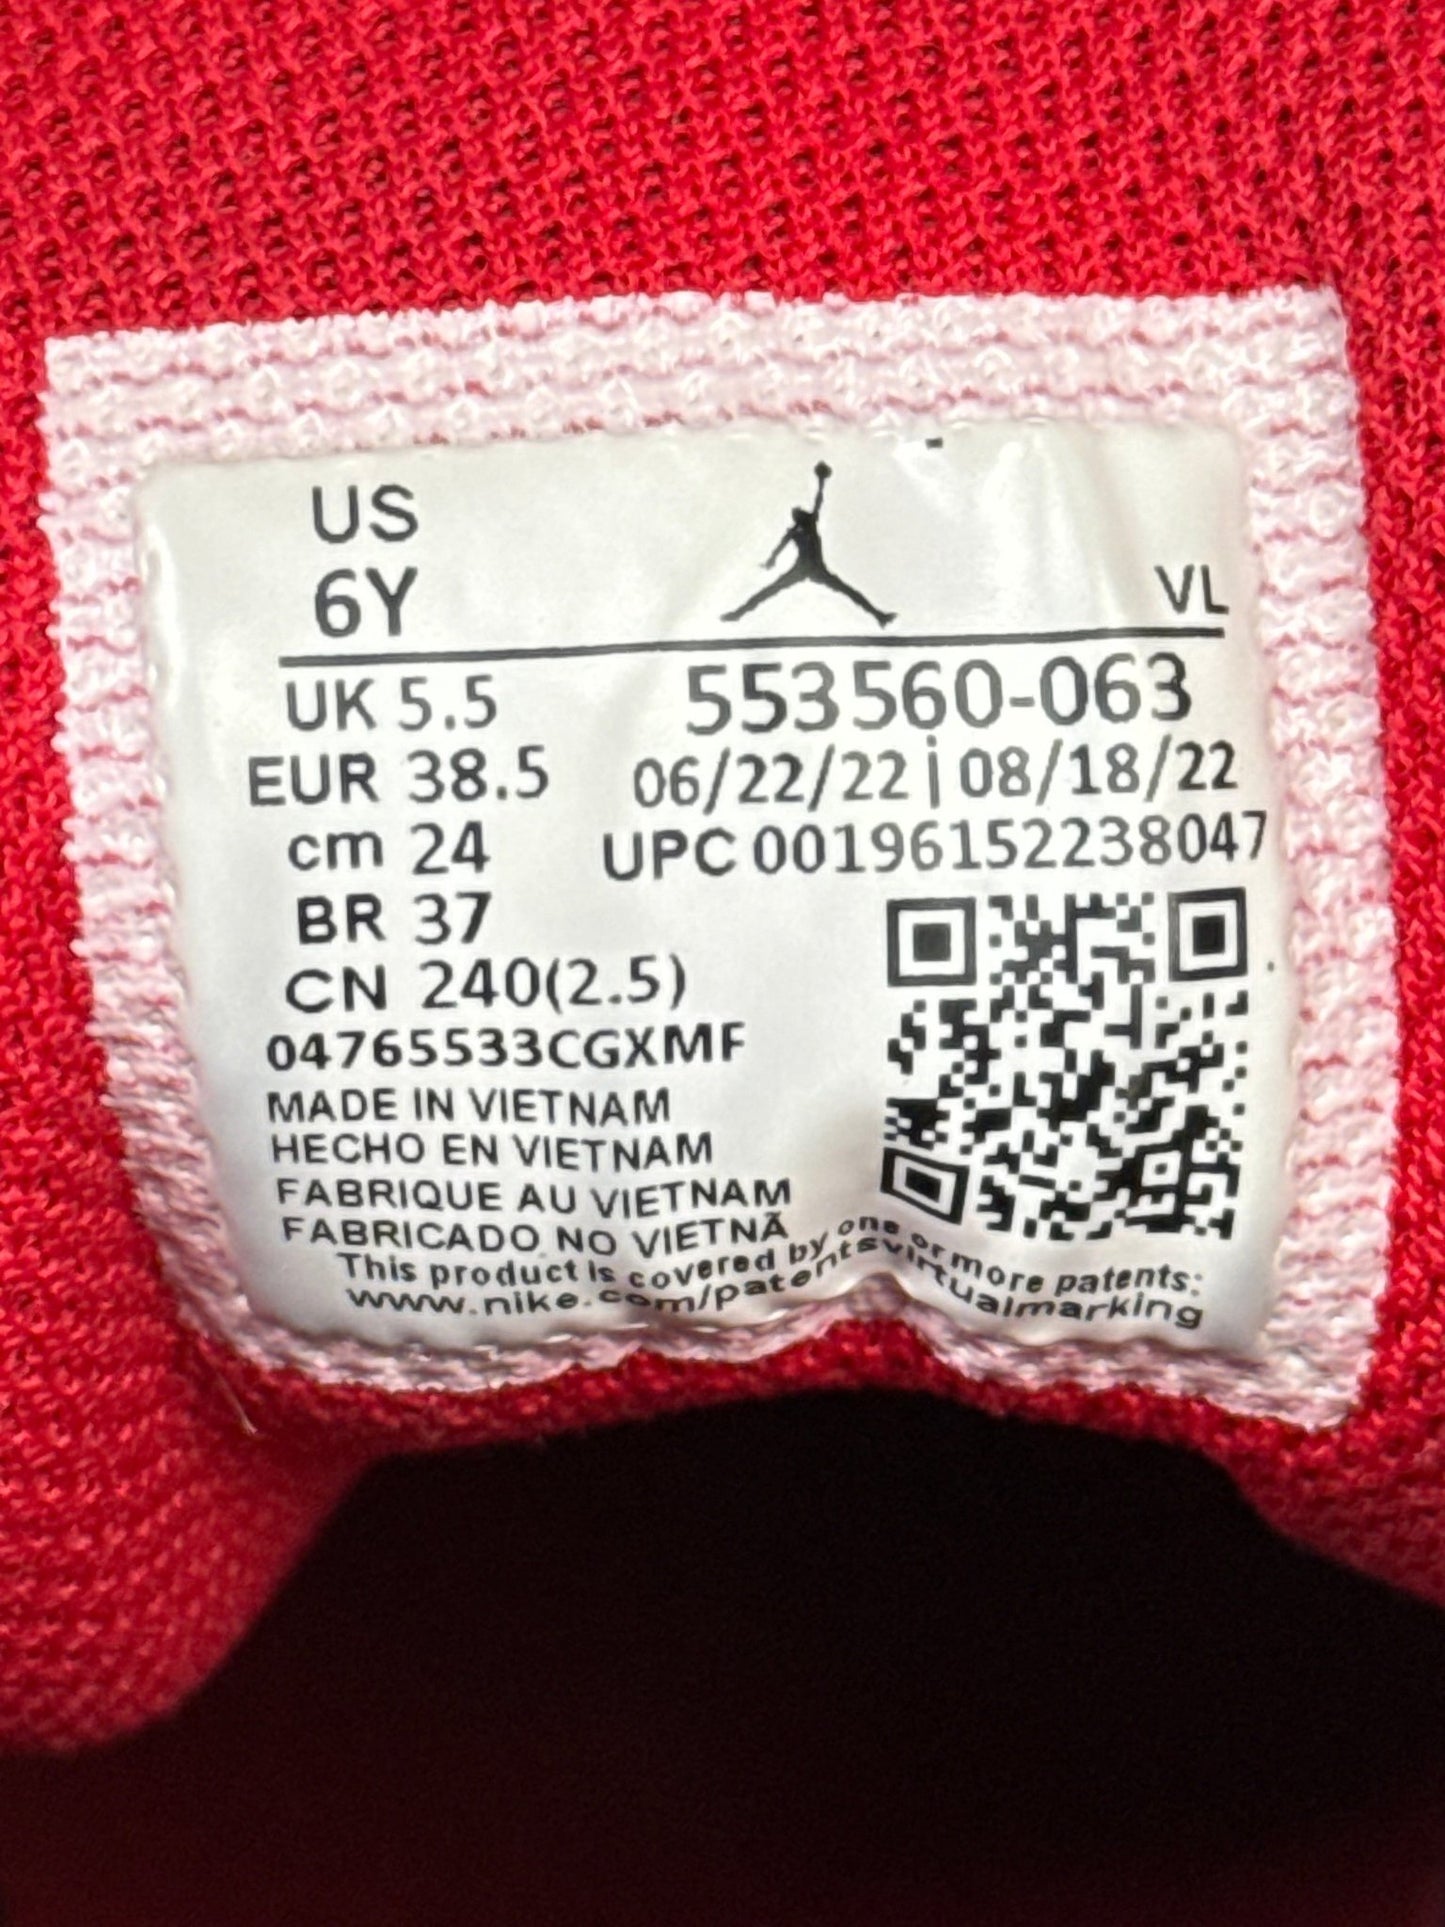 US
6Y
VL
UK 5.5
553560-063
EUR 38.5
06/22/22 | 08/18/22
cm 24
UPC 00196152238047
BR 37
CN 240(2.5)
04765533CGXMF
MADE IN VIETNAM
HECHO EN VIETNAM
FABRIQUE AU VIETNAM
FABRICADO NO VIETNÃ
This product is covered by one or more patents:
www.nike.com/patentsvirtualmarking